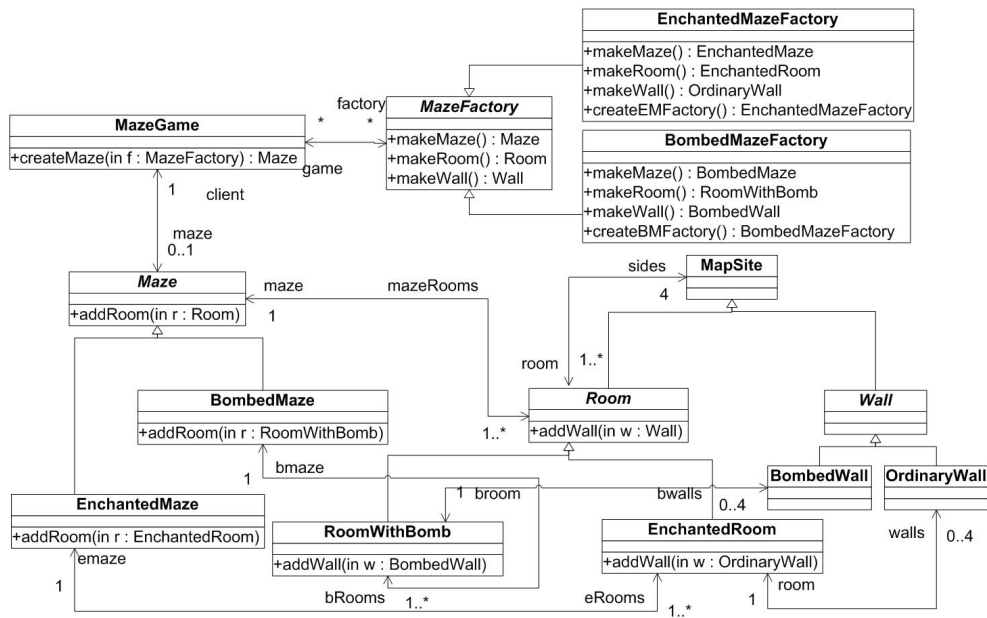 EnchantedMazeFactory
+makeMaze() : EnchantedMaze
+makeRoom() : EnchantedRoom
+makeWall() : OrdinaryWall
+createEMFactory() : EnchantedMazeFactory
MazeGame
+createMaze(in f : MazeFactory) : Maze
factory
*
*
game
MazeFactory
+makeMaze() : Maze
+makeRoom() : Room
+makeWall() : Wall
BombedMazeFactory
+makeMaze() : BombedMaze
+makeRoom() : RoomWithBomb
+makeWall() : BombedWall
+createBMFactory() : BombedMazeFactory
1
client
maze
0..1
Maze
+addRoom(in r : Room)
maze
1
mazeRooms
1..*
sides
4
MapSite
room
1..*
Room
+addWall(in w : Wall)
Wall
BombedMaze
+addRoom(in r : RoomWithBomb)
1
bmaze
EnchantedMaze
+addRoom(in r : EnchantedRoom)
emaze
1
1
broom
bwalls
0..4
BombedWall
OrdinaryWall
RoomWithBomb
+addWall(in w : BombedWall)
bRooms
1..*
EnchantedRoom
+addWall(in w : OrdinaryWall)
eRooms
1..*
walls
0..4
room
1